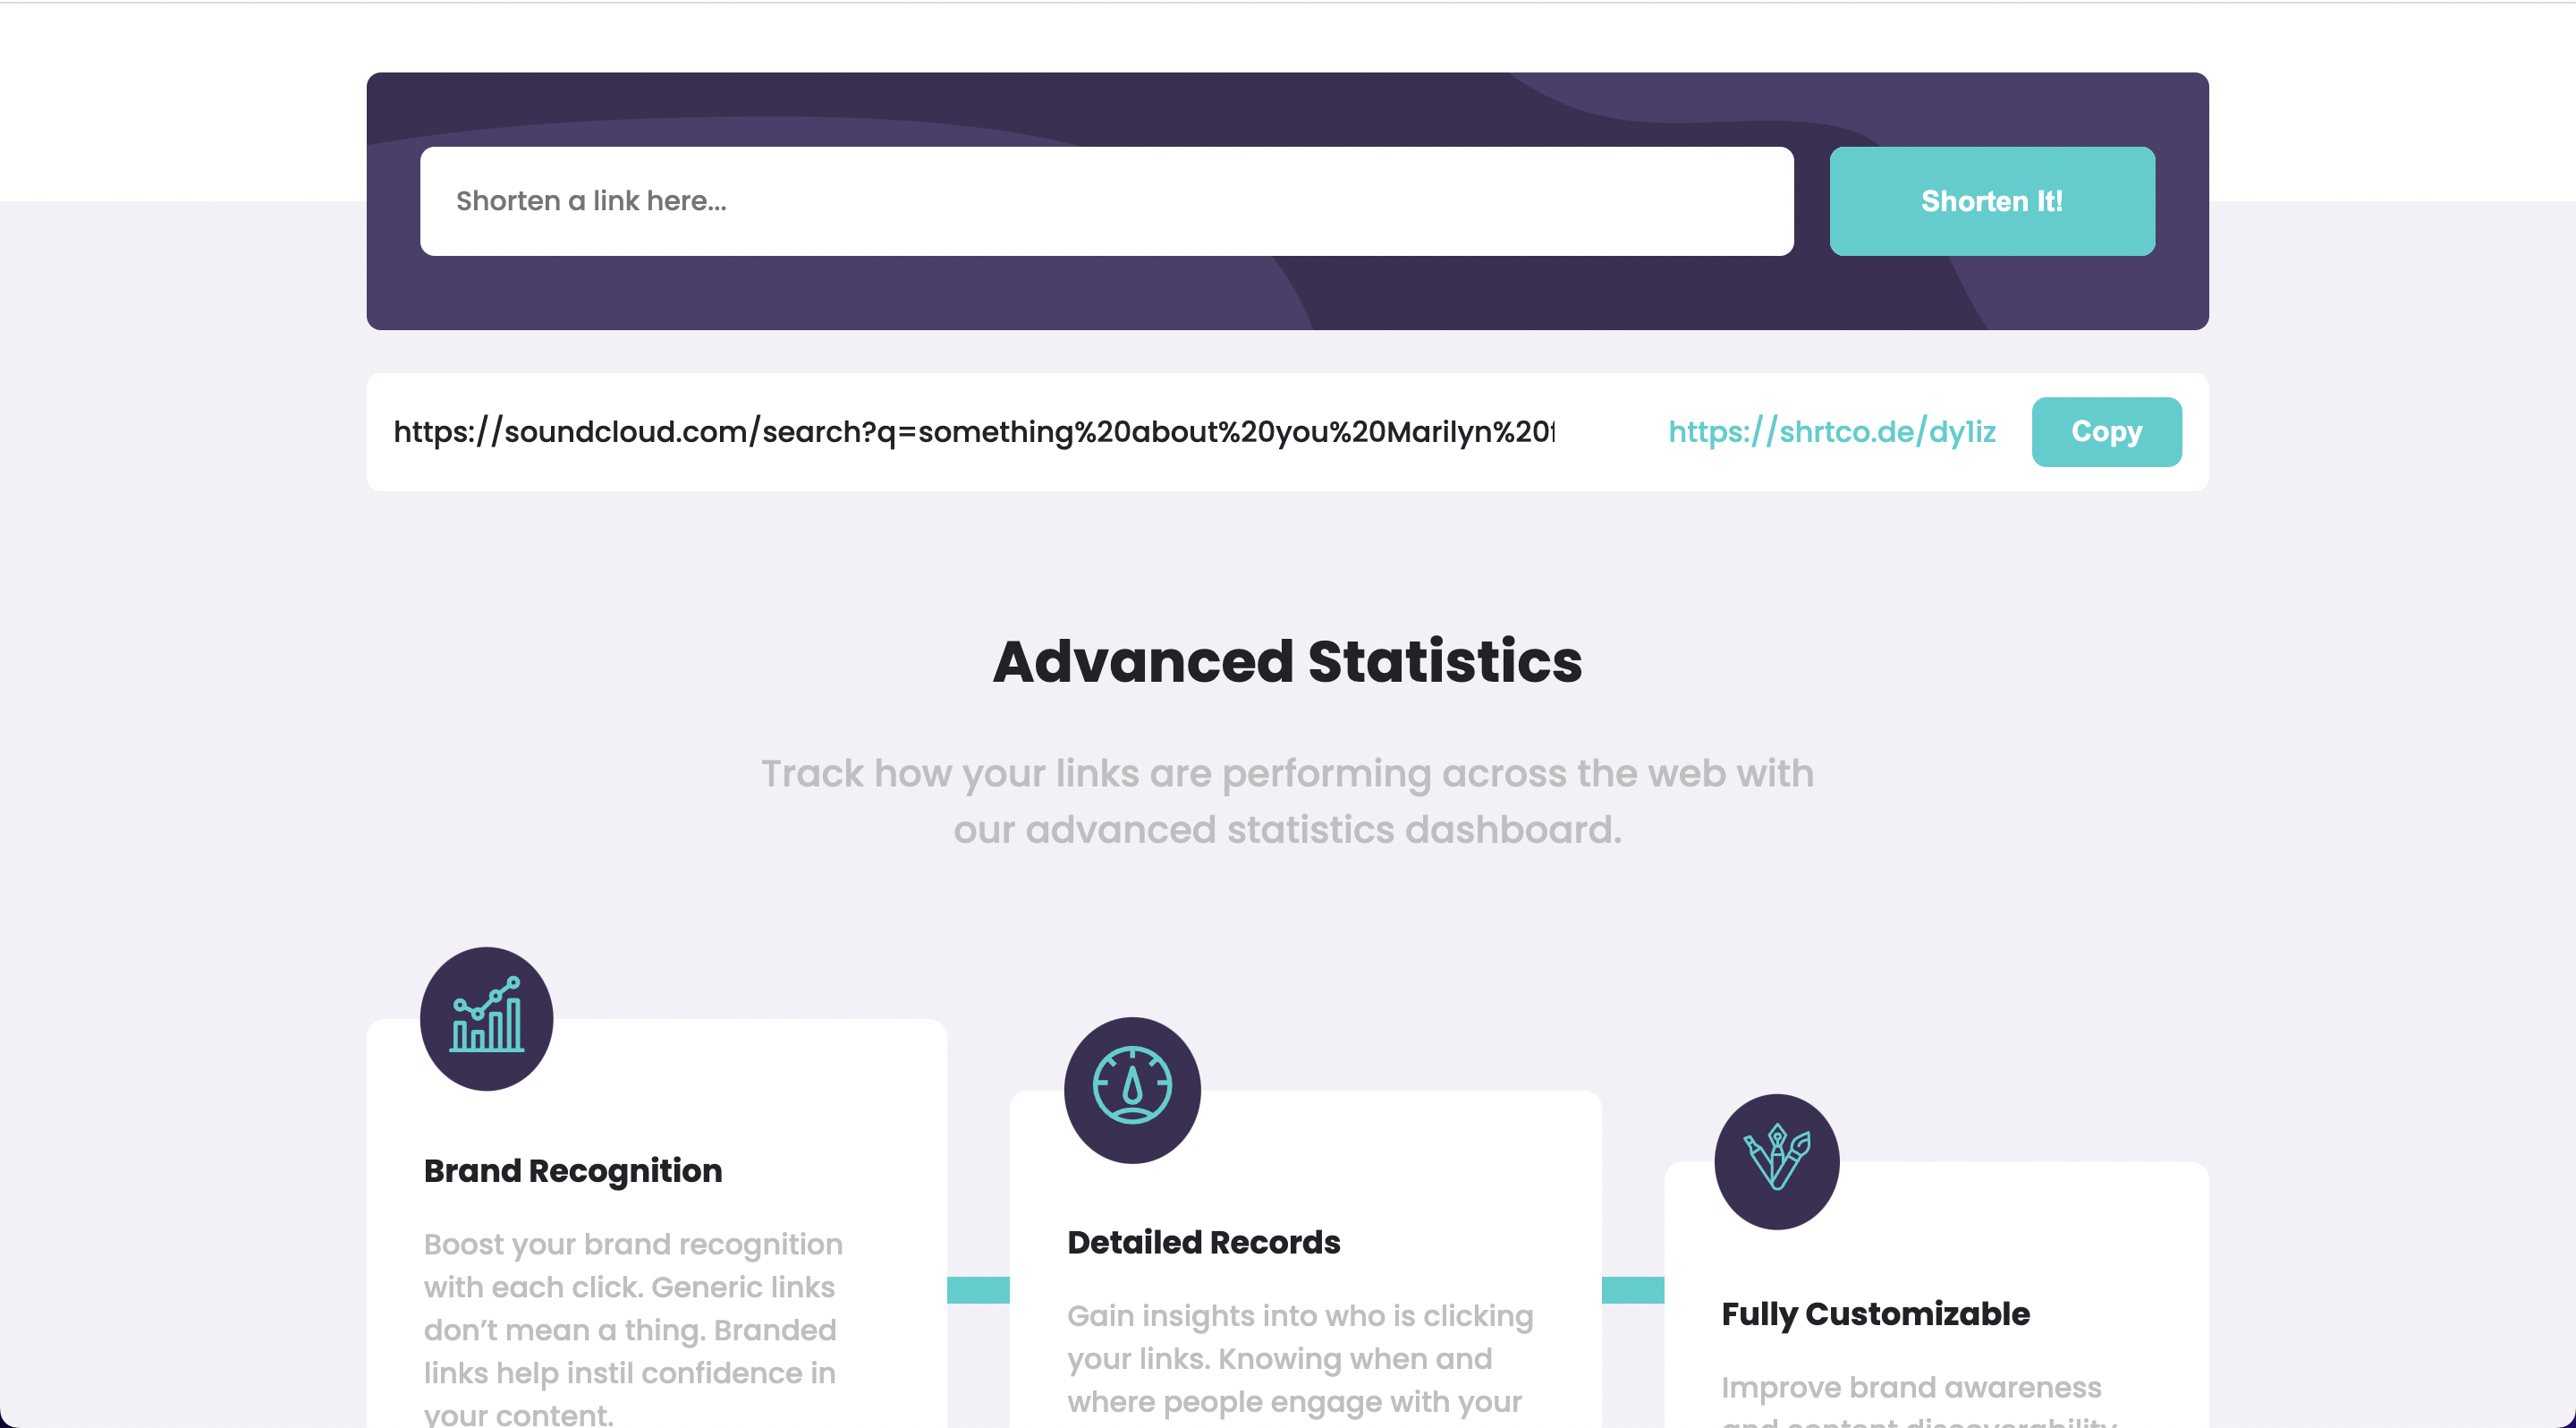 Shorten a link here...
Shorten It!
https://soundcloud.com/search?q=something%20about%20you%20Marilyn%20
https://shrtco.de/dy1iz
Copy
Advanced Statistics
Track how your links are performing across the web with
our advanced statistics dashboard.
Brand Recognition
Boost your brand recognition
with each click. Generic links
don’t mean a thing. Branded
links help instil confidence in
your content.
Detailed Records
Gain insights into who is clicking
your links. Knowing when and
where people engage with your
Fully Customizable
Improve brand awareness
and content discoverability